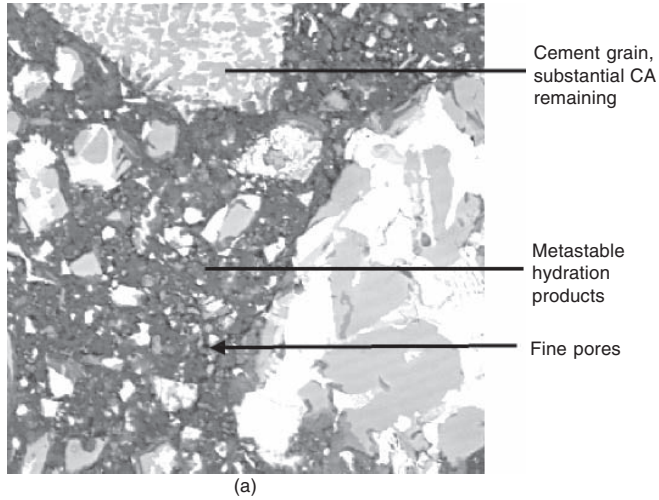 Cement grain,
substantial CA
remaining
Metastable
hydration
products
Fine pores
(a)